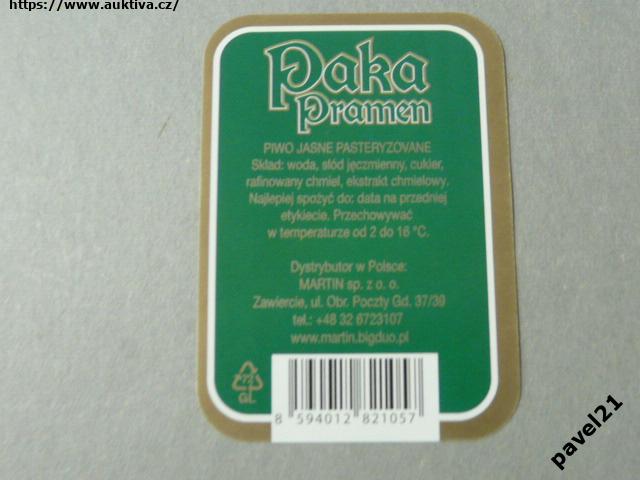 https://www.auktiva.cz/
Paka
Pramen
PIWO JASNE PASTERYZOVANE
Skład: woda, słód jęczmienny, cukier,
rafinowany chmiel, ekstrakt chmielowy.
Najlepiej spożyć do: data na przedniej
etykiecie. Przechowywać
w temperaturze od 2 do 16 °C.
Dystrybutor w Polsce:
MARTIN sp. z o. o.
Zawiercie, ul. Obr. Poczty Gd. 37/39
tel.: +48 32 6723107
www.martin.bigduo.pl
72
GL
8 594012 821057
pavel21